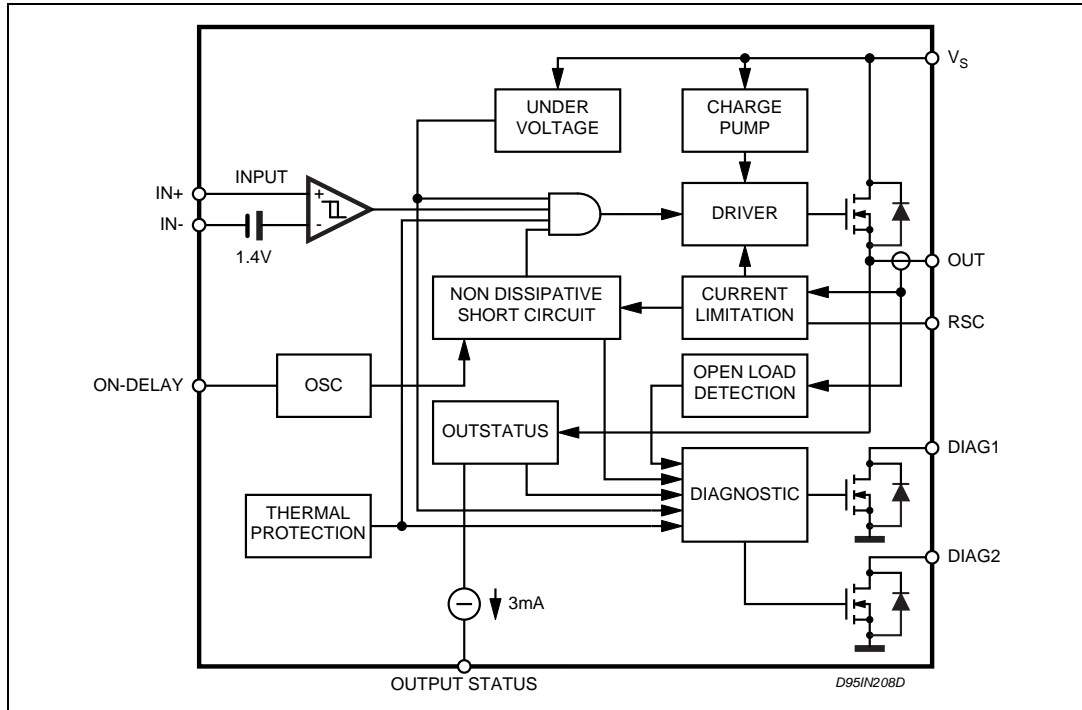 VS
UNDER
VOLTAGE
CHARGE
PUMP
INPUT
IN+
+
IN-
-
1.4V
DRIVER
OUT
NON DISSIPATIVE
SHORT CIRCUIT
CURRENT
LIMITATION
RSC
ON-DELAY
OSC
OPEN LOAD
DETECTION
OUTSTATUS
DIAG1
DIAGNOSTIC
THERMAL
PROTECTION
DIAG2
3mA
OUTPUT STATUS
D95IN208D